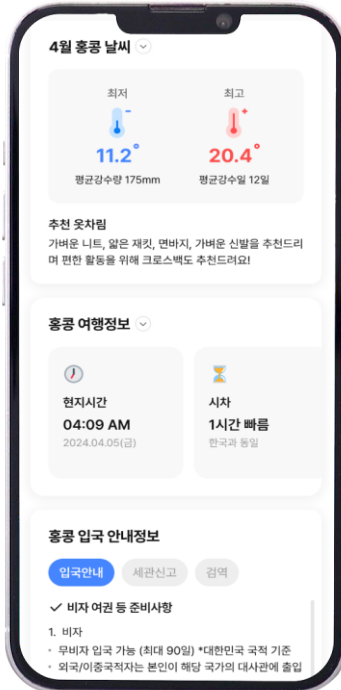 4월 홍콩 날씨
최저 최고
11.2° 20.4°
평균강수량 175mm 평균강수일 12일
추천 옷차림
가벼운 니트, 얇은 재킷, 면바지, 가벼운 신발을 추천드리
며 편한 활동을 위해 크로스백도 추천드려요!
홍콩 여행정보
현지시간 시차
04:09 AM 1시간 빠름
2024.04.05(금) 한국과 동일
홍콩 입국 안내정보
입국안내 세관신고 검역
✓ 비자 여권 등 준비사항
1. 비자
• 무비자 입국 가능 (최대 90일) *대한민국 국적 기준
• 외국/이중국적자는 본인이 해당 국가의 대사관에 출입